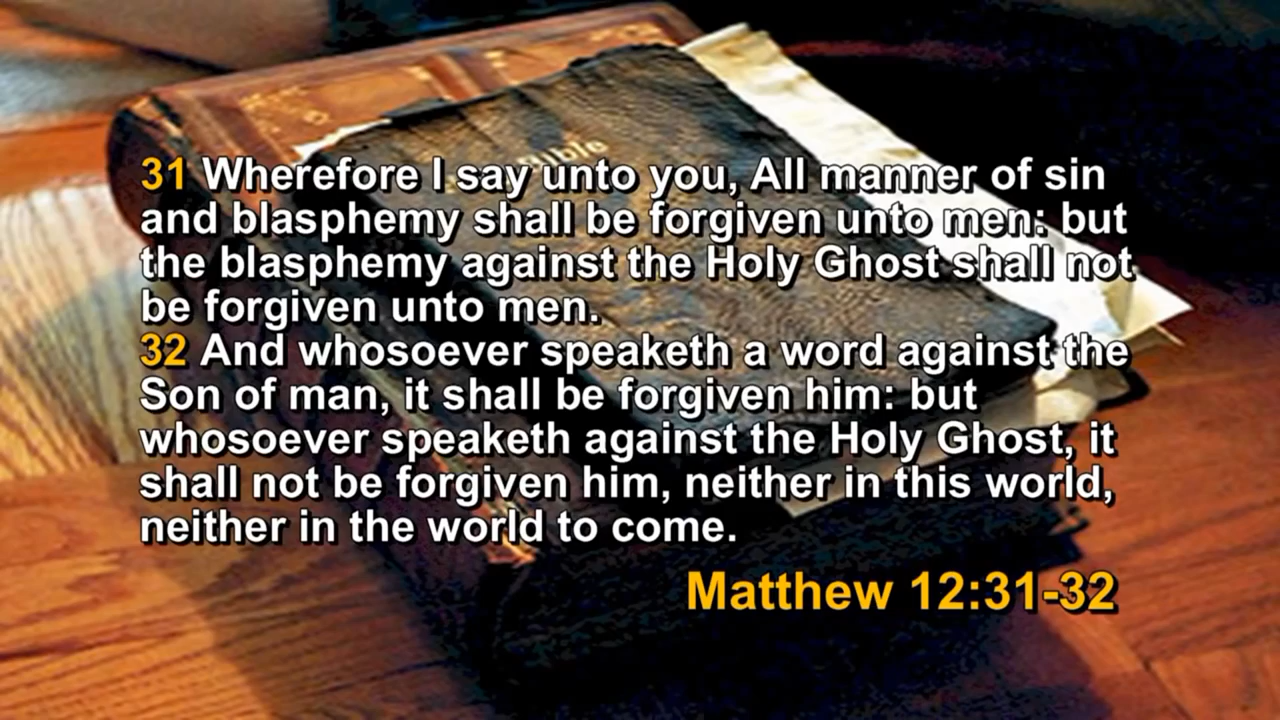 Bible
31 Wherefore I say unto you, All manner of sin
and blasphemy shall be forgiven unto men: but
the blasphemy against the Holy Ghost shall not
be forgiven unto men.
32 And whosoever speaketh a word against the
Son of man, it shall be forgiven him: but
whosoever speaketh against the Holy Ghost, it
shall not be forgiven him, neither in this world,
neither in the world to come.
Matthew 12:31-32